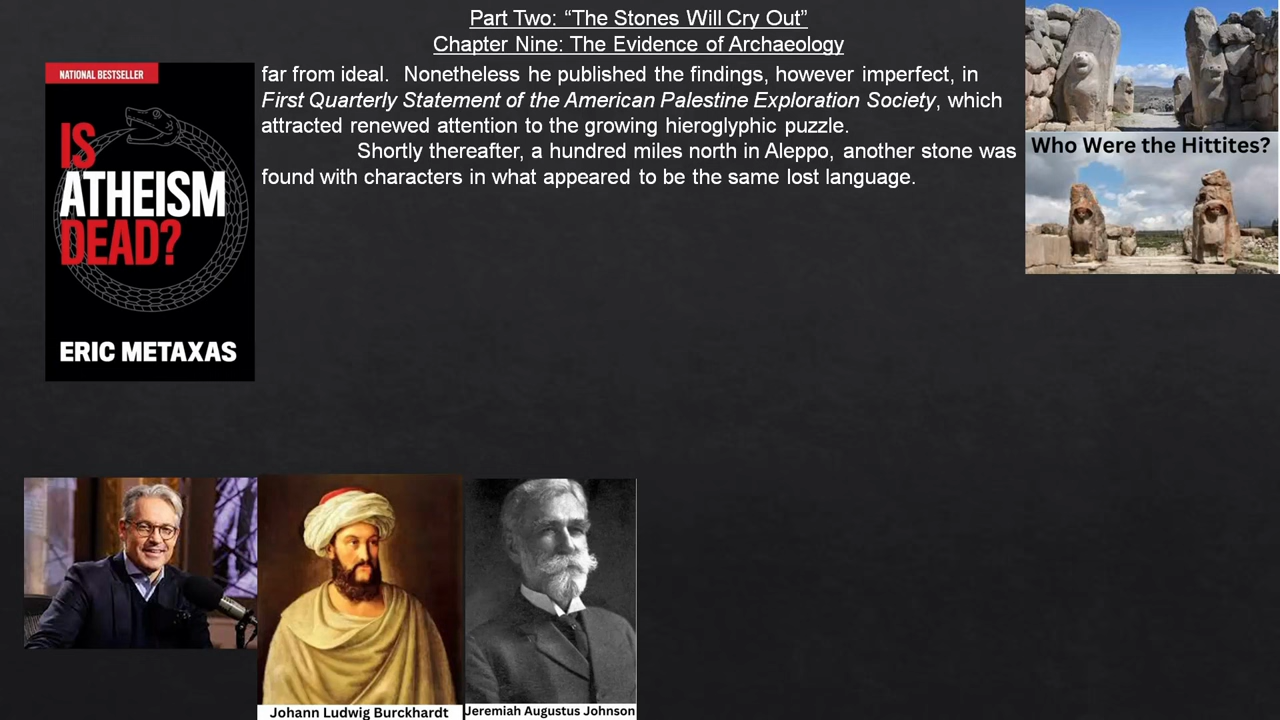 Part Two: “The Stones Will Cry Out”
Chapter Nine: The Evidence of Archaeology
NATIONAL BESTSELLER
IS
ATHEISM
DEAD?
ERIC METAXAS
far from ideal. Nonetheless he published the findings, however imperfect, in
First Quarterly Statement of the American Palestine Exploration Society, which
attracted renewed attention to the growing hieroglyphic puzzle.
Shortly thereafter, a hundred miles north in Aleppo, another stone was
found with characters in what appeared to be the same lost language.
Who Were the Hittites?
Johann Ludwig Burckhardt
Jeremiah Augustus Johnson